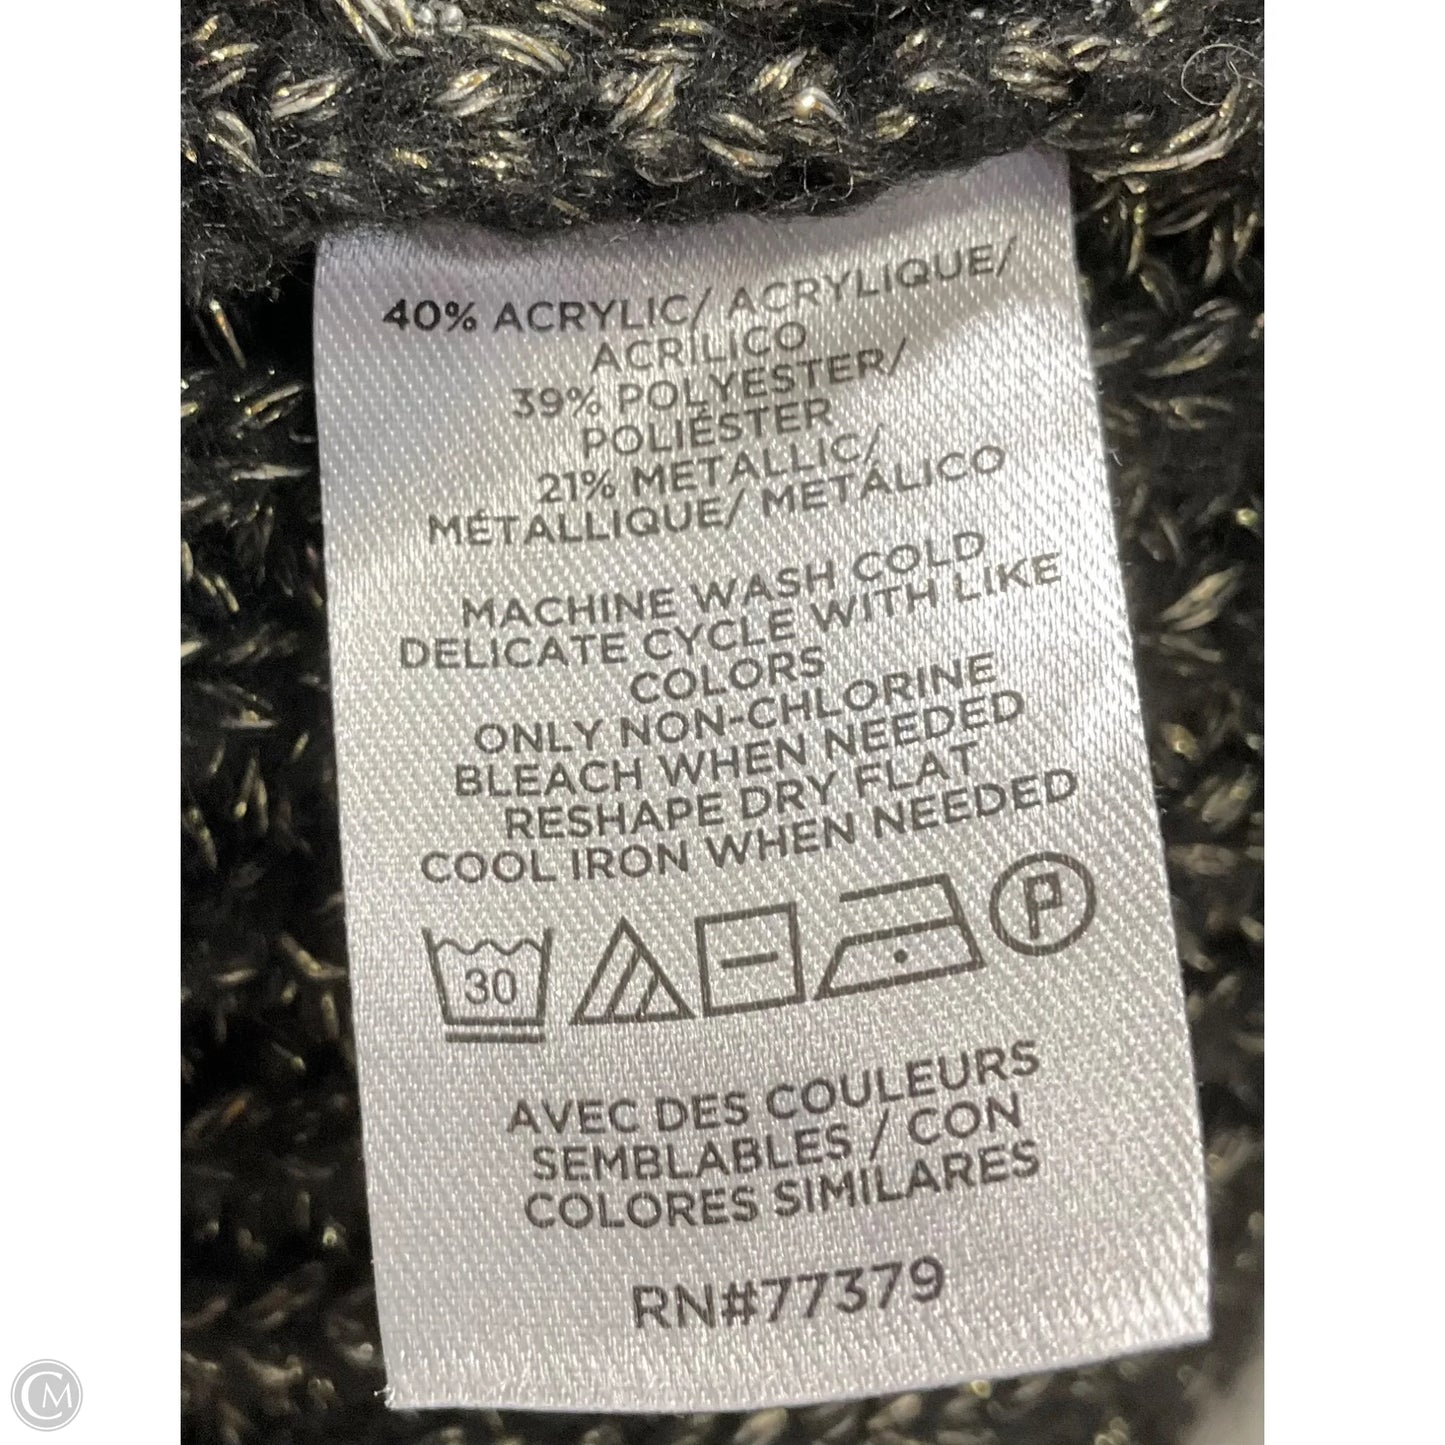 40% ACRYLIC/ ACRYLIQUE/
ACRILICO
39% POLYESTER/
POLIÉSTER
21% METALLIC/
MÉTALLIQUE/ METÁLICO
MACHINE WASH COLD
DELICATE CYCLE WITH LIKE
COLORS
ONLY NON-CHLORINE
BLEACH WHEN NEEDED
RESHAPE DRY FLAT
COOL IRON WHEN NEEDED
30
P
AVEC DES COULEURS
SEMBLABLES / CON
COLORES SIMILARES
RN#77379
CM